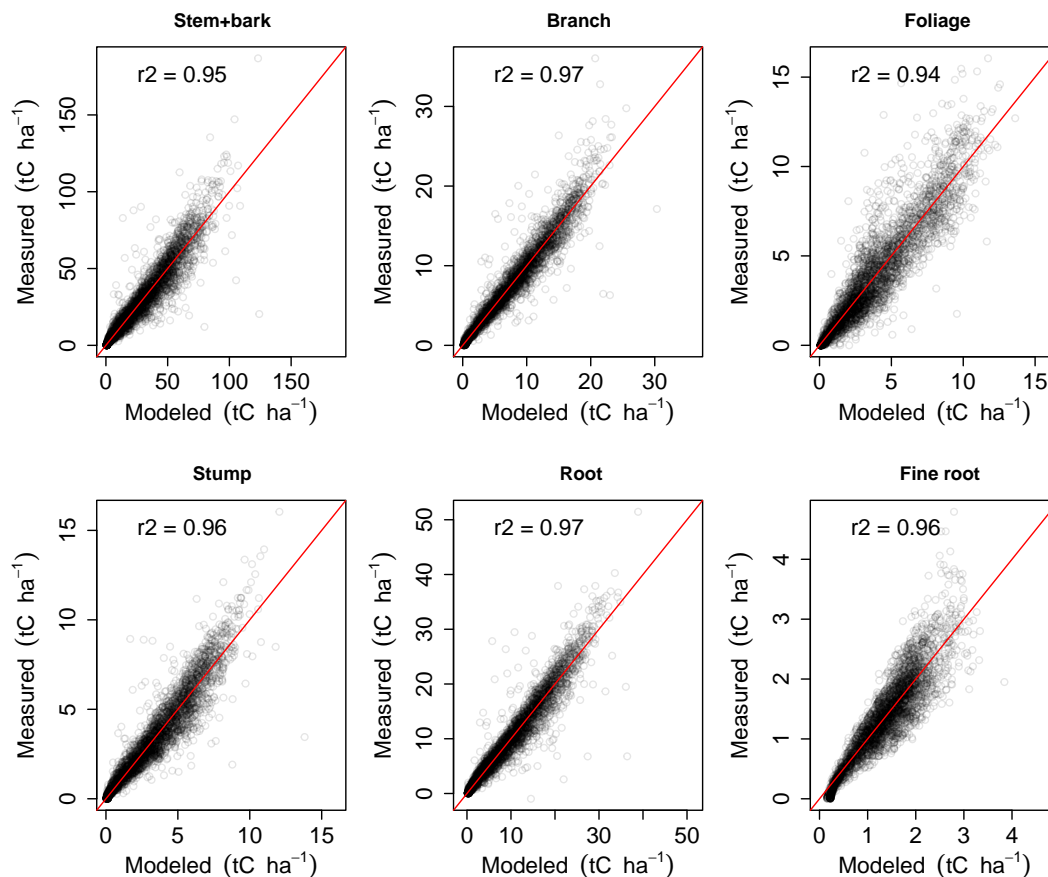 Stem+bark
r2 = 0.95
Measured (tC ha⁻¹)
0 50 100 150
0 50 100 150
Modeled (tC ha⁻¹)
Branch
r2 = 0.97
Measured (tC ha⁻¹)
0 10 20 30
0 10 20 30
Modeled (tC ha⁻¹)
Foliage
r2 = 0.94
Measured (tC ha⁻¹)
0 5 10 15
0 5 10 15
Modeled (tC ha⁻¹)
Stump
r2 = 0.96
Measured (tC ha⁻¹)
0 5 10 15
0 5 10 15
Modeled (tC ha⁻¹)
Root
r2 = 0.97
Measured (tC ha⁻¹)
0 10 20 30 40 50
0 10 20 30 40 50
Modeled (tC ha⁻¹)
Fine root
r2 = 0.96
Measured (tC ha⁻¹)
0 1 2 3 4
0 1 2 3 4
Modeled (tC ha⁻¹)